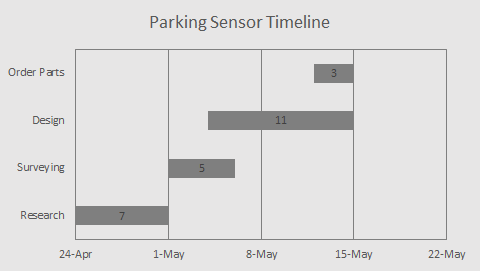 Parking Sensor Timeline
Order Parts
3
Design
11
Surveying
5
Research
7
24-Apr 1-May 8-May 15-May 22-May